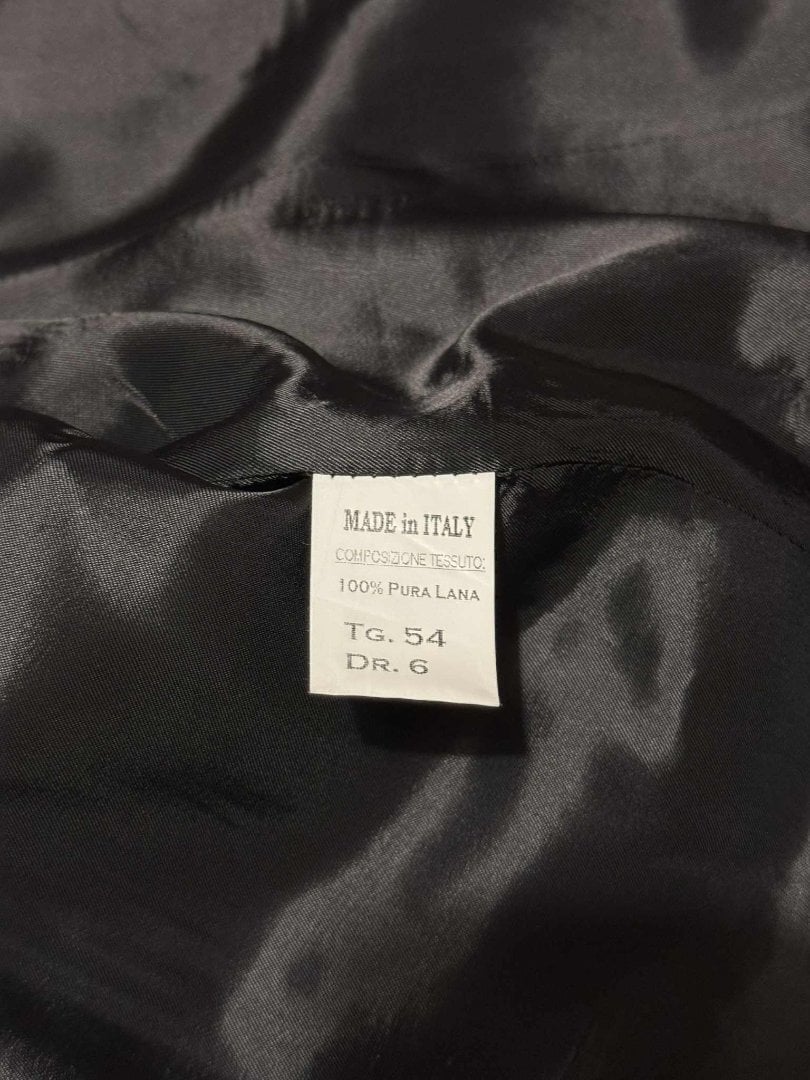 MADE in ITALY
COMPOSIZIONE TESSUTO:
100% PURA LANA
TG. 54
DR. 6